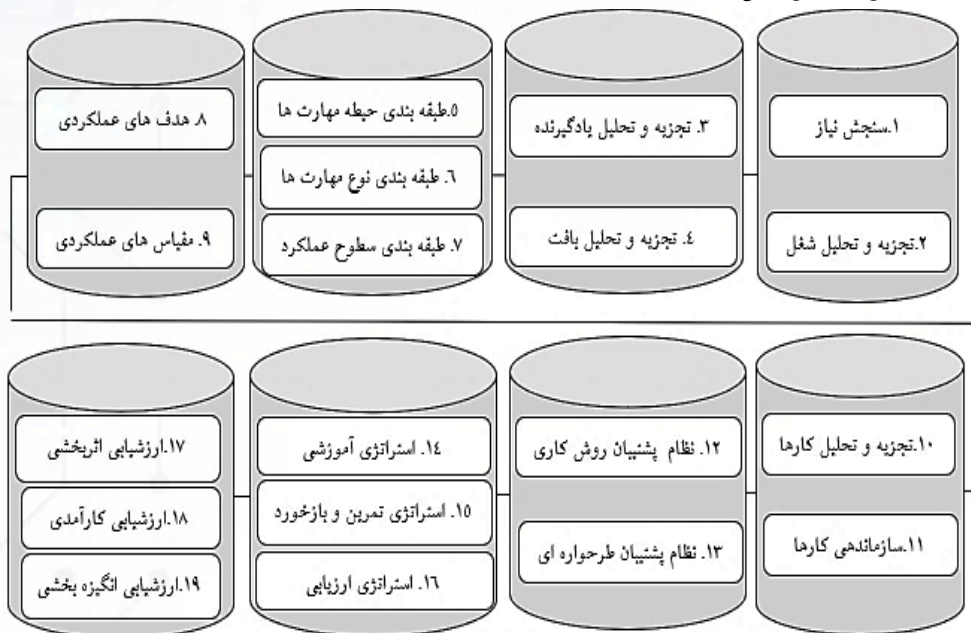 ۱.سنجش نیاز
۲.تجزیه و تحلیل شغل
۳. تجزیه و تحلیل یادگیرنده
۴. تجزیه و تحلیل بافت
۵.طبقه بندی حیطه مهارت ها
۶. طبقه بندی نوع مهارت ها
۷. طبقه بندی سطوح عملکرد
۸. هدف های عملکردی
۹. مقیاس های عملکردی
۱۰.تجزیه و تحلیل کارها
۱۱.سازماندهی کارها
۱۲. نظام پشتیبان روش کاری
۱۳. نظام پشتیبان طرحواره ای
۱۴. استراتژی آموزشی
۱۵. استراتژی تمرین و بازخورد
۱۶. استراتژی ارزیابی
۱۷.ارزشیابی اثربخشی
۱۸.ارزشیابی کارآمدی
۱۹.ارزشیابی انگیزه بخشی